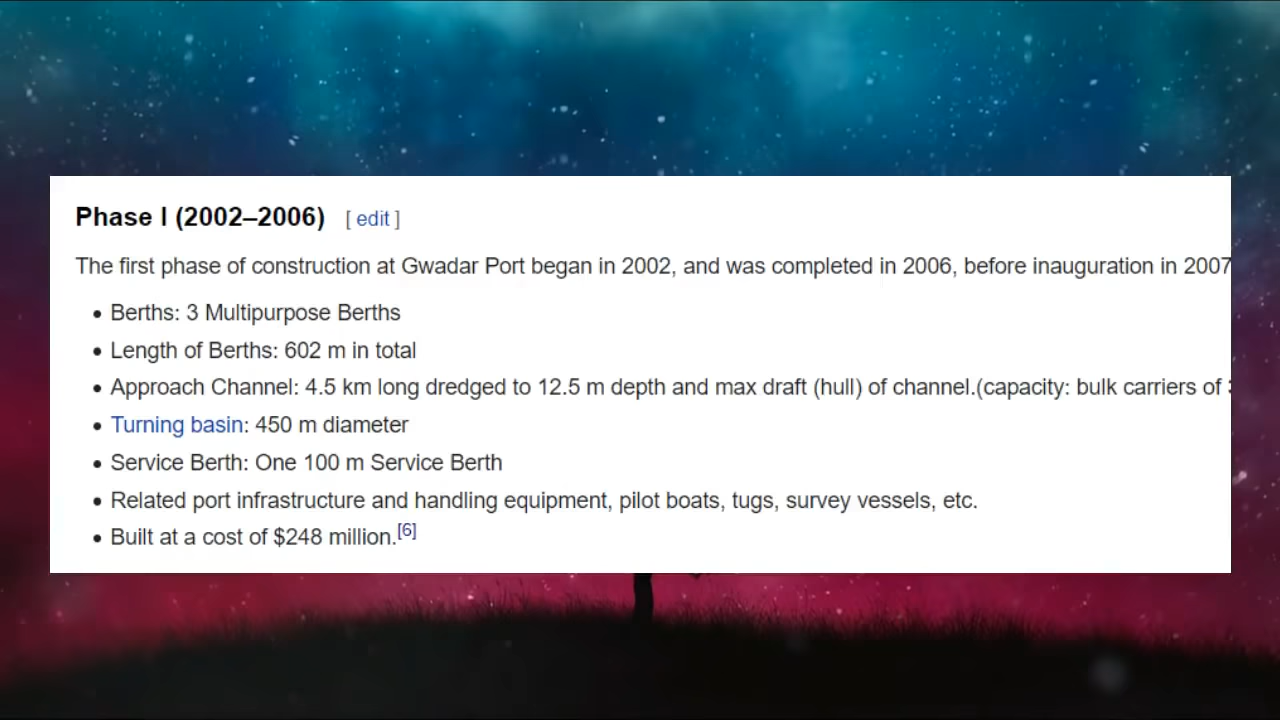 Phase I (2002–2006) [ edit ]
The first phase of construction at Gwadar Port began in 2002, and was completed in 2006, before inauguration in 2007
• Berths: 3 Multipurpose Berths
• Length of Berths: 602 m in total
• Approach Channel: 4.5 km long dredged to 12.5 m depth and max draft (hull) of channel.(capacity: bulk carriers of
• Turning basin: 450 m diameter
• Service Berth: One 100 m Service Berth
• Related port infrastructure and handling equipment, pilot boats, tugs, survey vessels, etc.
• Built at a cost of $248 million.[6]